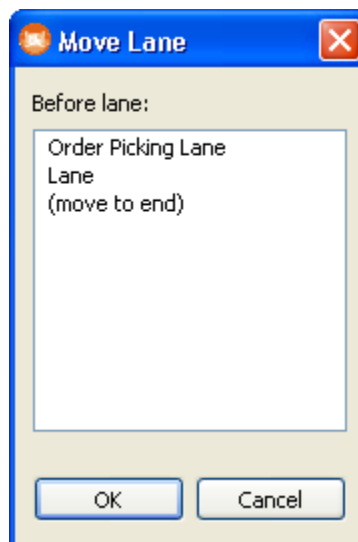 Move Lane
Before lane:
Order Picking Lane
Lane
(move to end)
OK Cancel